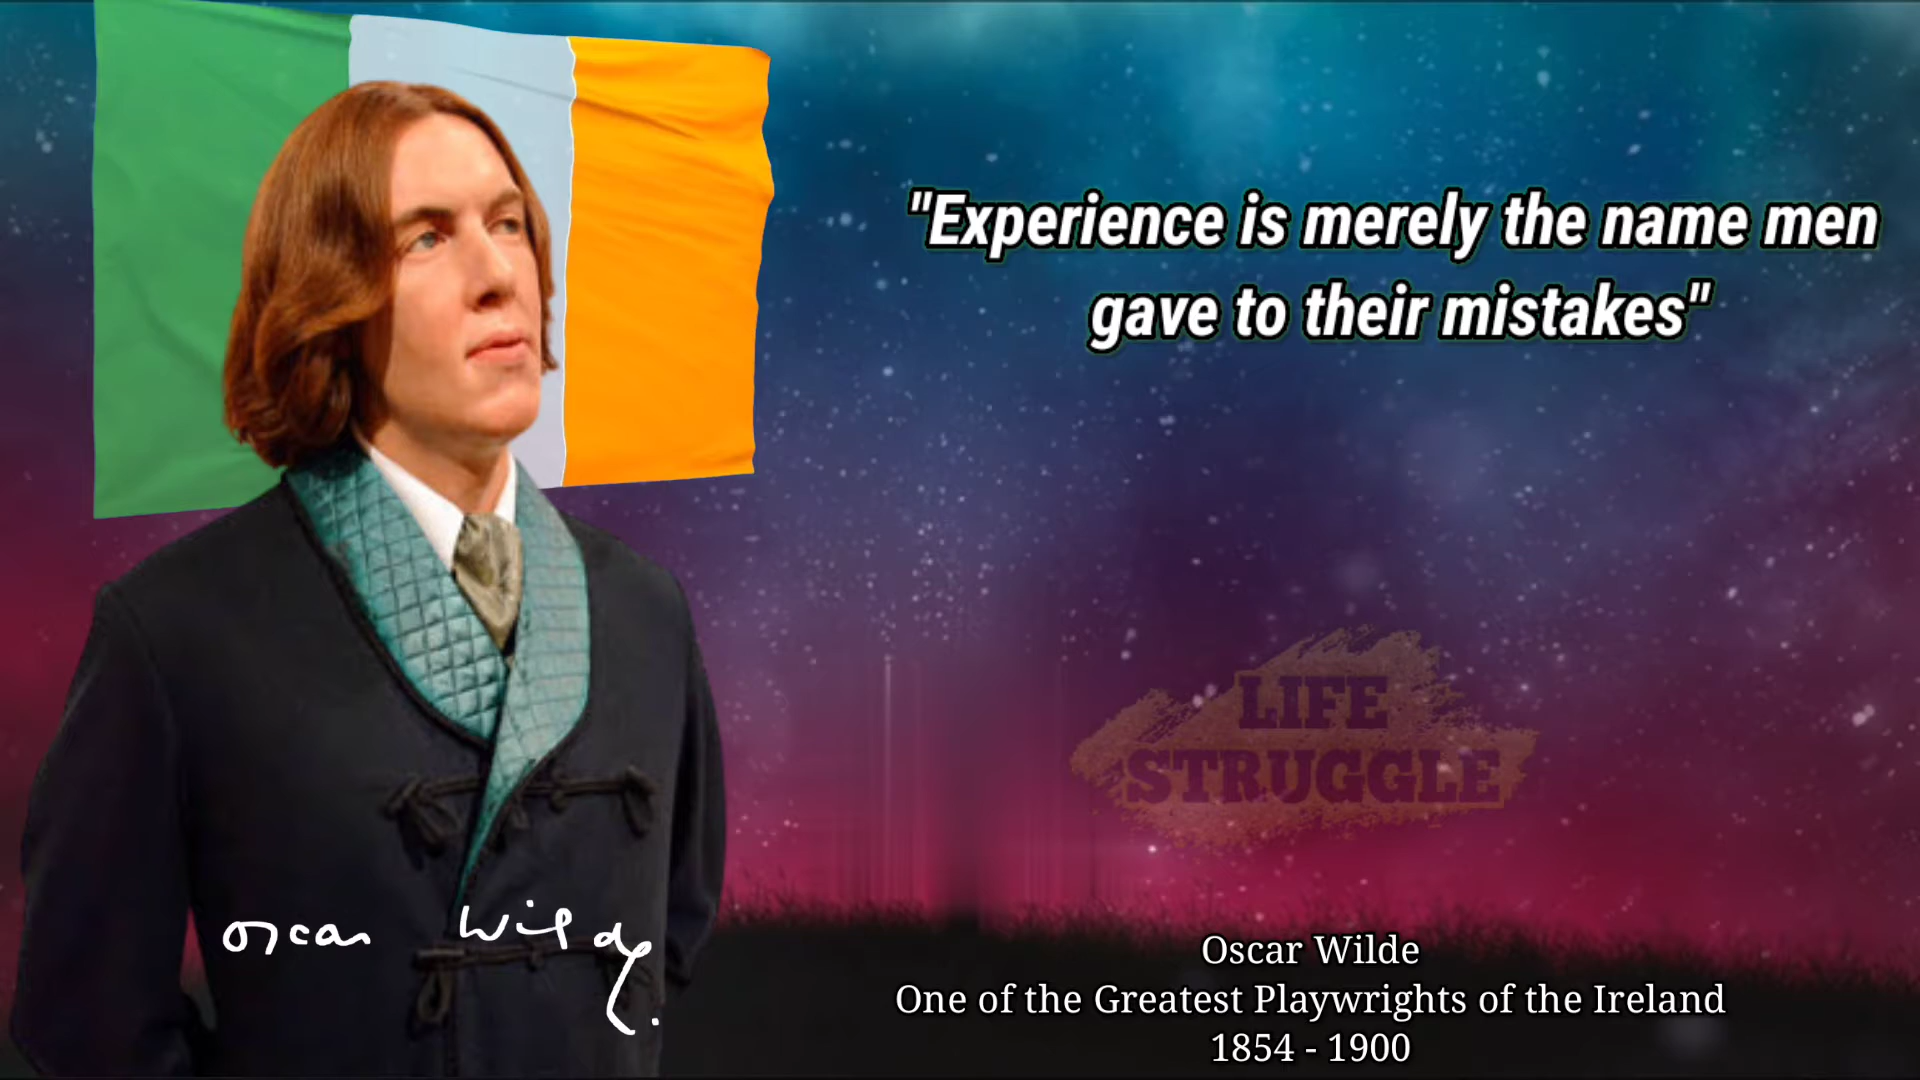 "Experience is merely the name men
gave to their mistakes"
LIFE
STRUGGLE
Oscar Wilde
Oscar Wilde
One of the Greatest Playwrights of the Ireland
1854 - 1900